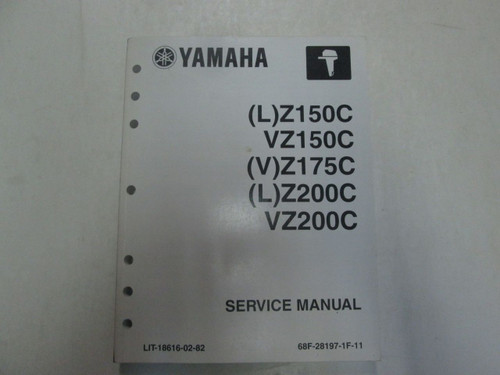 YAMAHA
(L)Z150C
VZ150C
(V)Z175C
(L)Z200C
VZ200C
SERVICE MANUAL
LIT-18616-02-82 68F-28197-1F-11